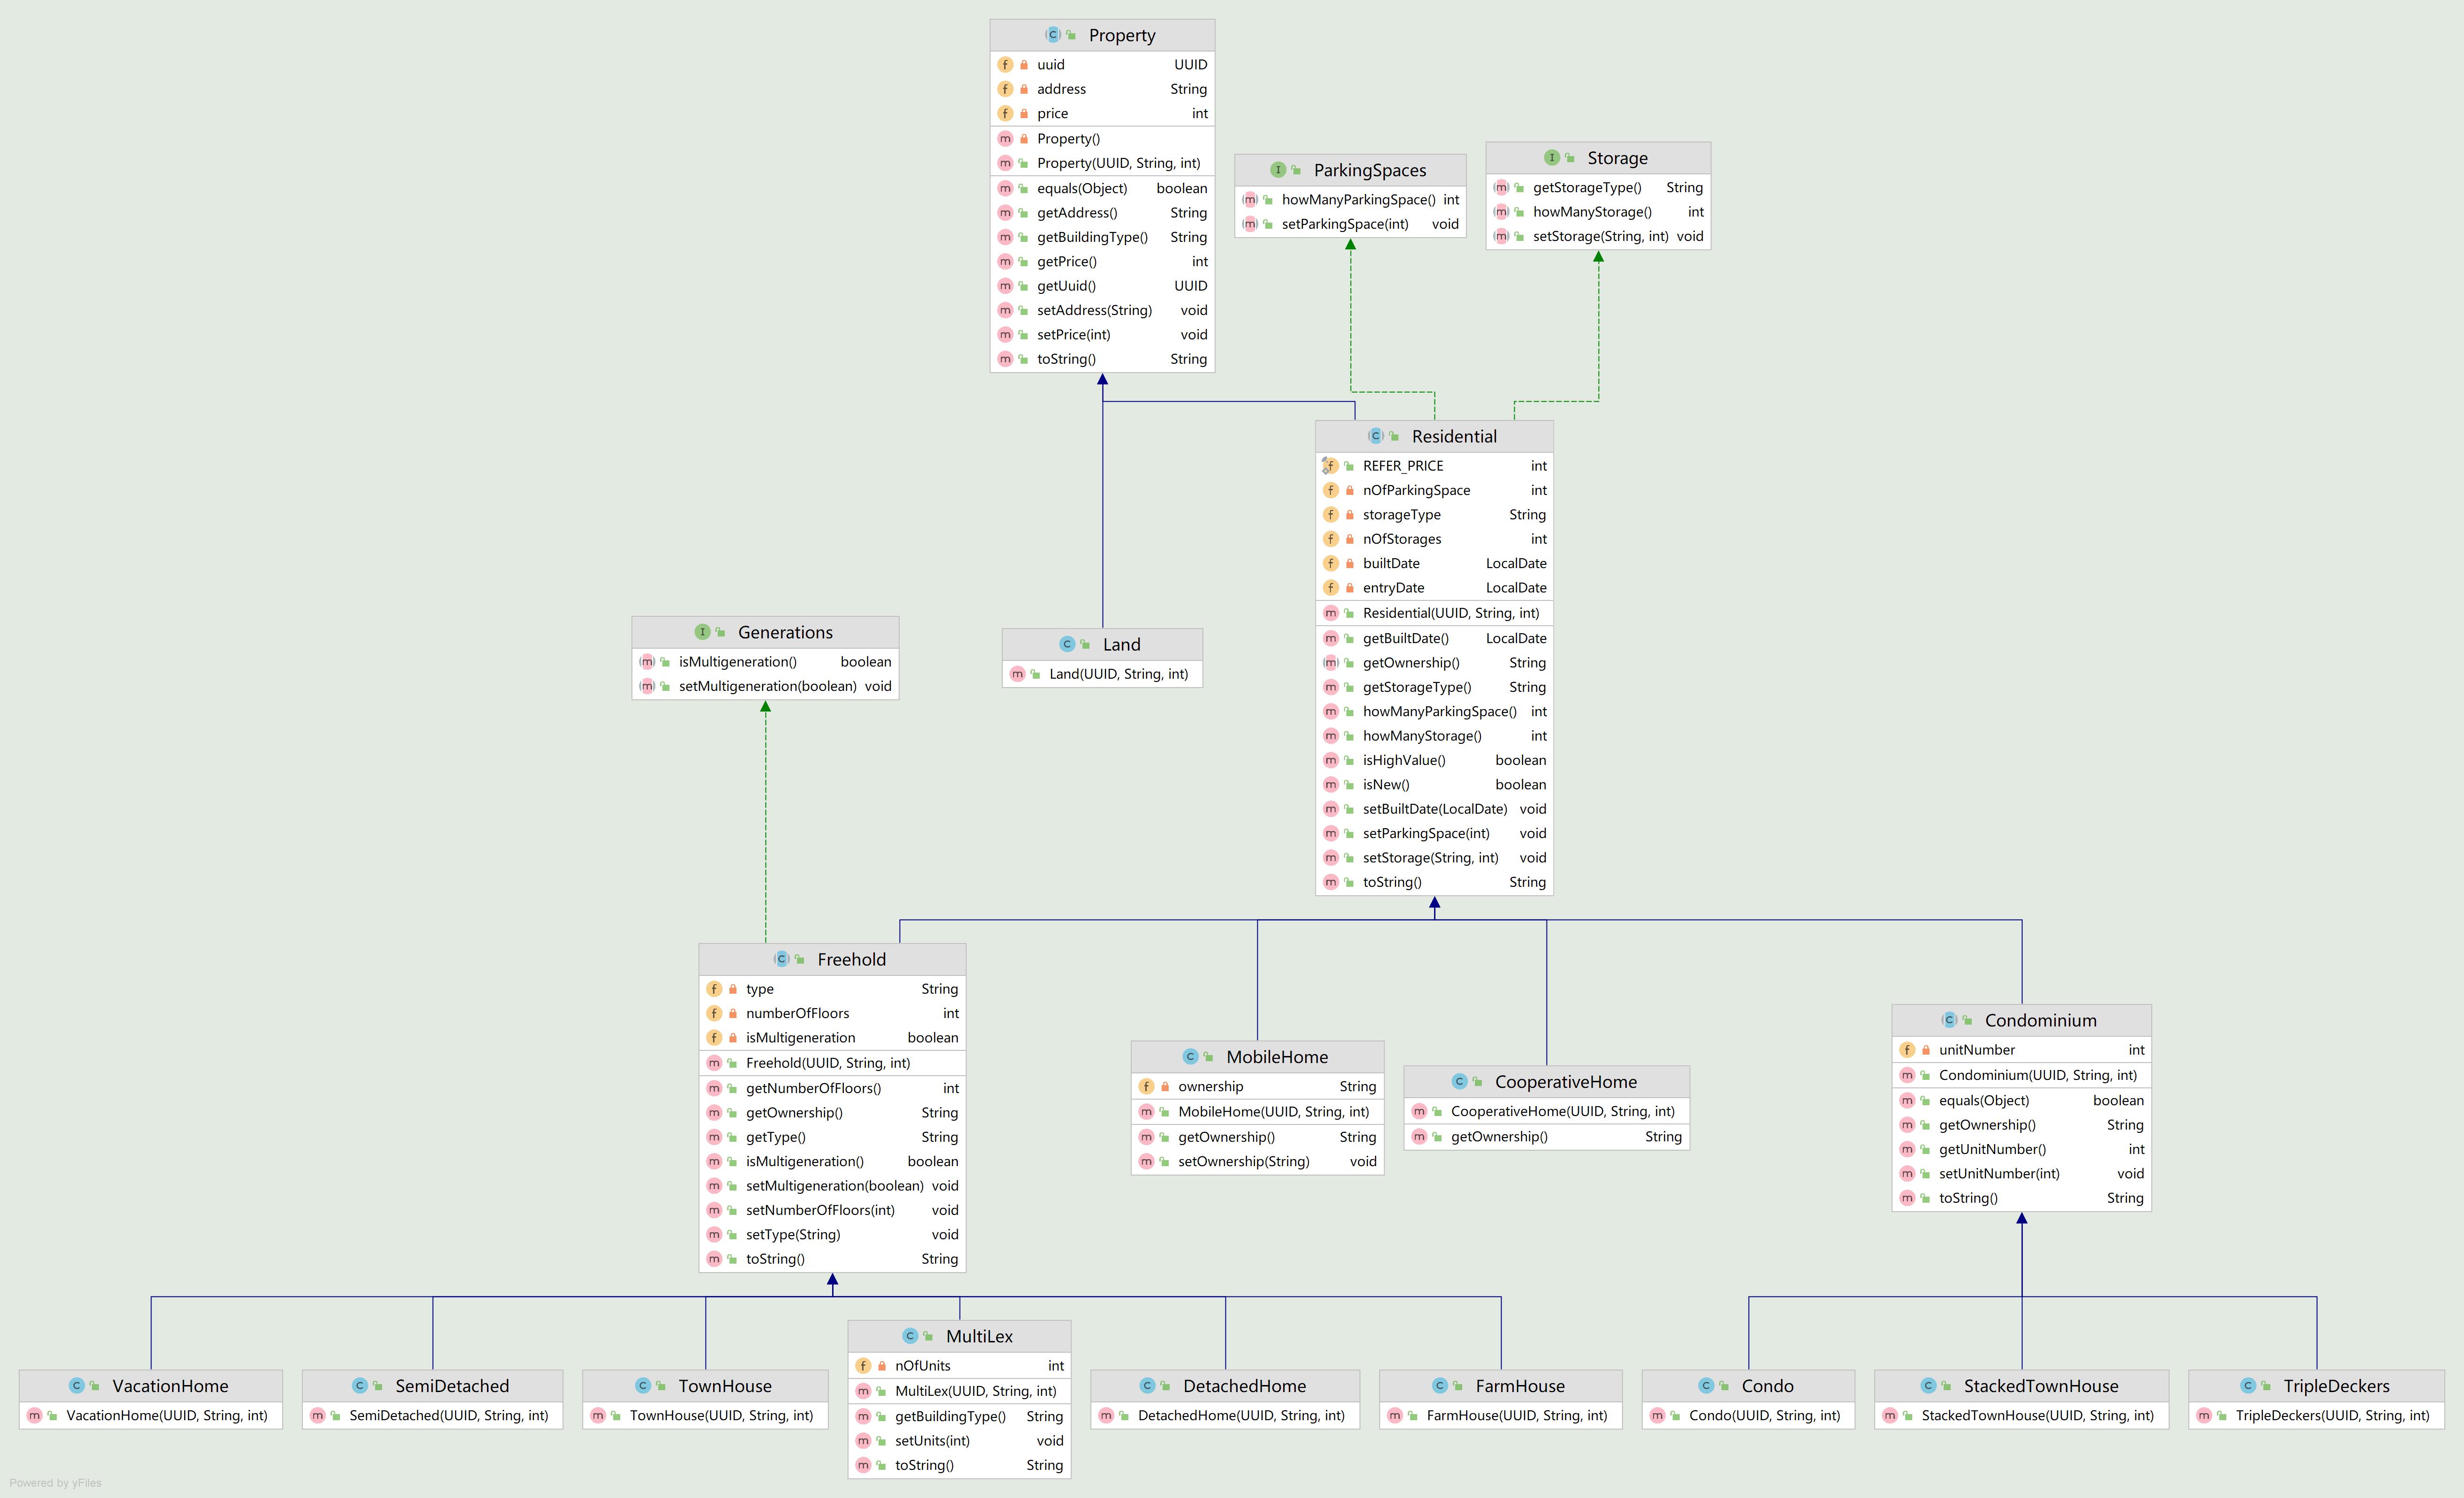 Property
uuid UUID
address String
price int
Property()
Property(UUID, String, int)
equals(Object) boolean
getAddress() String
getBuildingType() String
getPrice() int
getUuid() UUID
setAddress(String) void
setPrice(int) void
toString() String
ParkingSpaces
howManyParkingSpace() int
setParkingSpace(int) void
Storage
getStorageType() String
howManyStorage() int
setStorage(String, int) void
Residential
REFER_PRICE int
nOfParkingSpace int
storageType String
nOfStorages int
builtDate LocalDate
entryDate LocalDate
Residential(UUID, String, int)
getBuiltDate() LocalDate
getOwnership() String
getStorageType() String
howManyParkingSpace() int
howManyStorage() int
isHighValue() boolean
isNew() boolean
setBuiltDate(LocalDate) void
setParkingSpace(int) void
setStorage(String, int) void
toString() String
Generations
isMultigeneration() boolean
setMultigeneration(boolean) void
Land
Land(UUID, String, int)
Freehold
type String
numberOfFloors int
isMultigeneration boolean
Freehold(UUID, String, int)
getNumberOfFloors() int
getOwnership() String
getType() String
isMultigeneration() boolean
setMultigeneration(boolean) void
setNumberOfFloors(int) void
setType(String) void
toString() String
MobileHome
ownership String
MobileHome(UUID, String, int)
getOwnership() String
setOwnership(String) void
CooperativeHome
CooperativeHome(UUID, String, int)
getOwnership() String
Condominium
unitNumber int
Condominium(UUID, String, int)
equals(Object) boolean
getOwnership() String
getUnitNumber() int
setUnitNumber(int) void
toString() String
VacationHome
VacationHome(UUID, String, int)
SemiDetached
SemiDetached(UUID, String, int)
TownHouse
TownHouse(UUID, String, int)
MultiLex
nOfUnits int
MultiLex(UUID, String, int)
getBuildingType() String
setUnits(int) void
toString() String
DetachedHome
DetachedHome(UUID, String, int)
FarmHouse
FarmHouse(UUID, String, int)
Condo
Condo(UUID, String, int)
StackedTownHouse
StackedTownHouse(UUID, String, int)
TripleDeckers
TripleDeckers(UUID, String, int)
Powered by yFiles